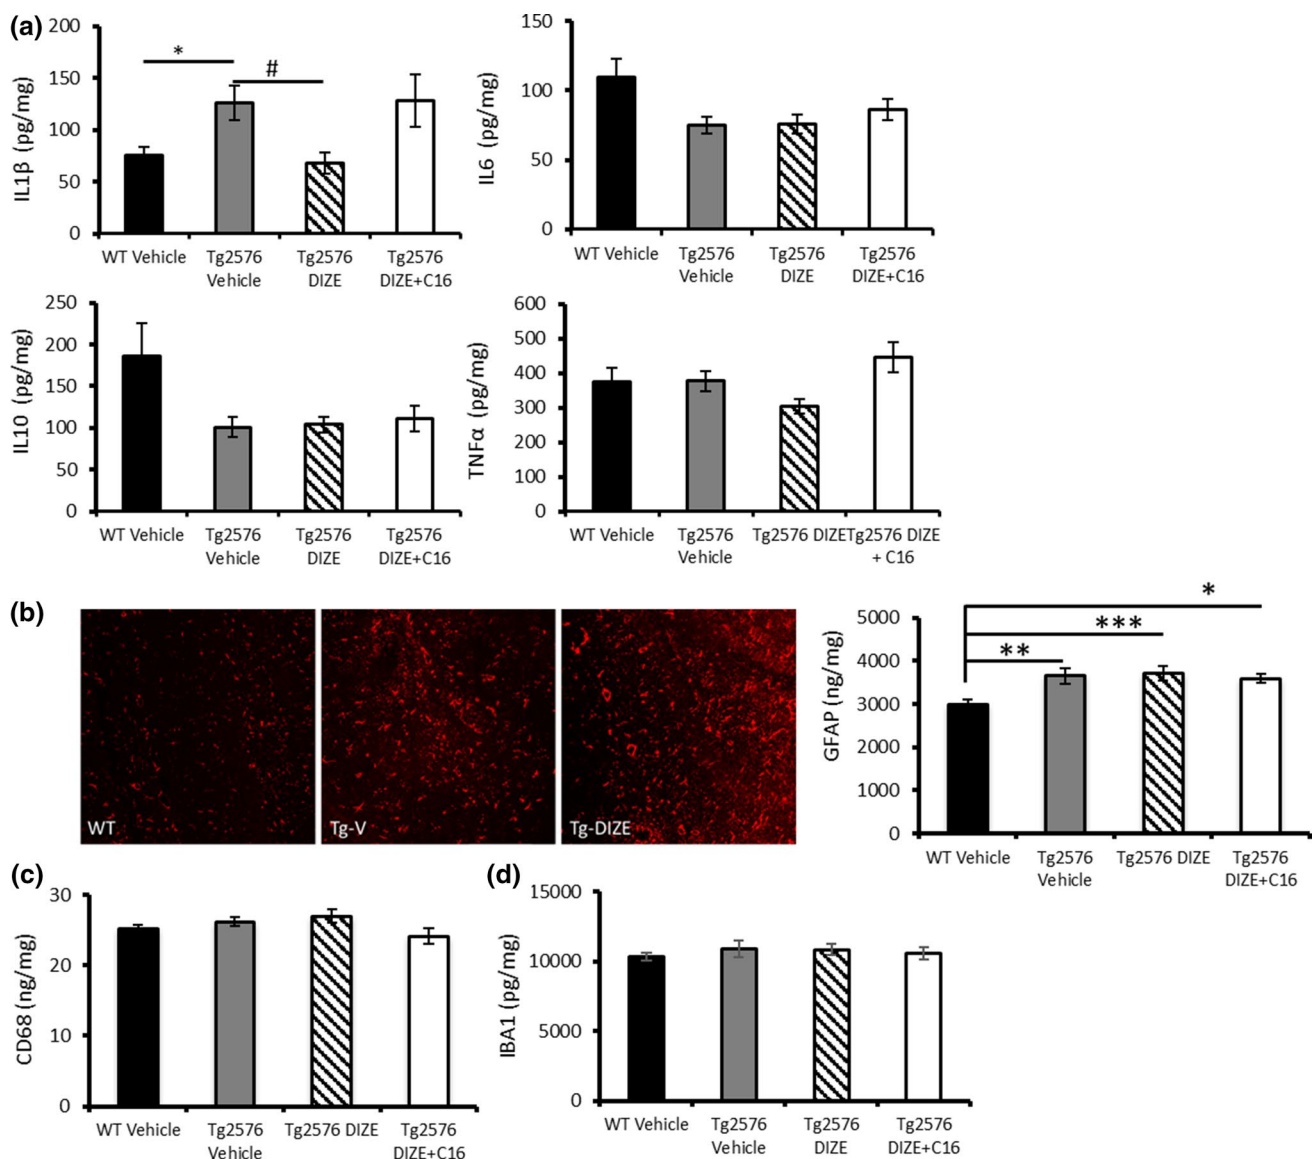 (a)
200
150
100
50
0
IL1β (pg/mg)
*
#
WT Vehicle
Tg2576
Vehicle
Tg2576
DIZE
Tg2576
DIZE+C16
150
100
50
0
IL6 (pg/mg)
WT Vehicle
Tg2576
Vehicle
Tg2576
DIZE
Tg2576
DIZE+C16
250
200
150
100
50
0
IL10 (pg/mg)
WT Vehicle
Tg2576
Vehicle
Tg2576
DIZE
Tg2576
DIZE+C16
600
500
400
300
200
100
0
TNFα (pg/mg)
WT Vehicle
Tg2576
Vehicle
Tg2576 DIZE
Tg2576 DIZE
+ C16
(b)
WT
Tg-V
Tg-DIZE
5000
4000
3000
2000
1000
0
GFAP (ng/mg)
*
***
**
WT Vehicle
Tg2576
Vehicle
Tg2576 DIZE
Tg2576
DIZE+C16
(c)
30
20
10
0
CD68 (ng/mg)
WT Vehicle
Tg2576
Vehicle
Tg2576 DIZE
Tg2576
DIZE+C16
(d)
15000
10000
5000
0
IBA1 (pg/mg)
WT Vehicle
Tg2576
Vehicle
Tg2576
DIZE
Tg2576
DIZE+C16